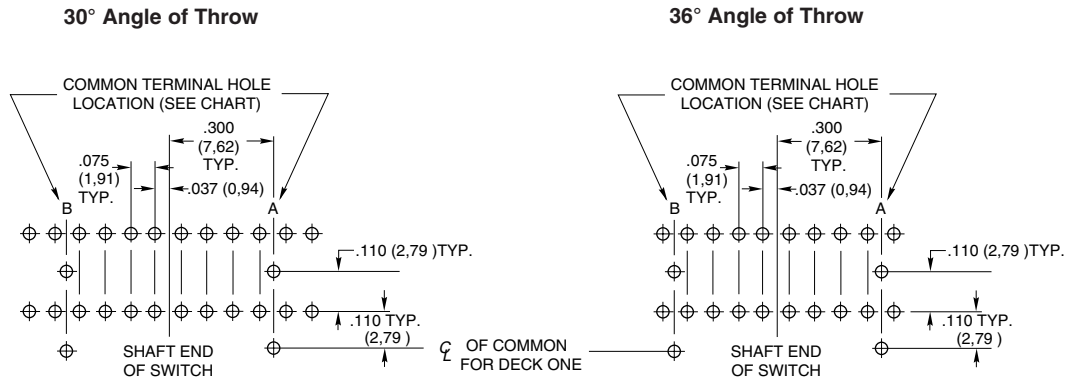 30° Angle of Throw
COMMON TERMINAL HOLE
LOCATION (SEE CHART)
.300
(7,62)
TYP.
.075
(1,91)
TYP.
.037 (0,94)
B
A
.110 (2,79 )TYP.
.110 TYP.
(2,79 )
SHAFT END
OF SWITCH
℄ OF COMMON
FOR DECK ONE
36° Angle of Throw
COMMON TERMINAL HOLE
LOCATION (SEE CHART)
.300
(7,62)
TYP.
.075
(1,91)
TYP.
.037 (0,94)
B
A
.110 (2,79 )TYP.
.110 TYP.
(2,79 )
SHAFT END
OF SWITCH